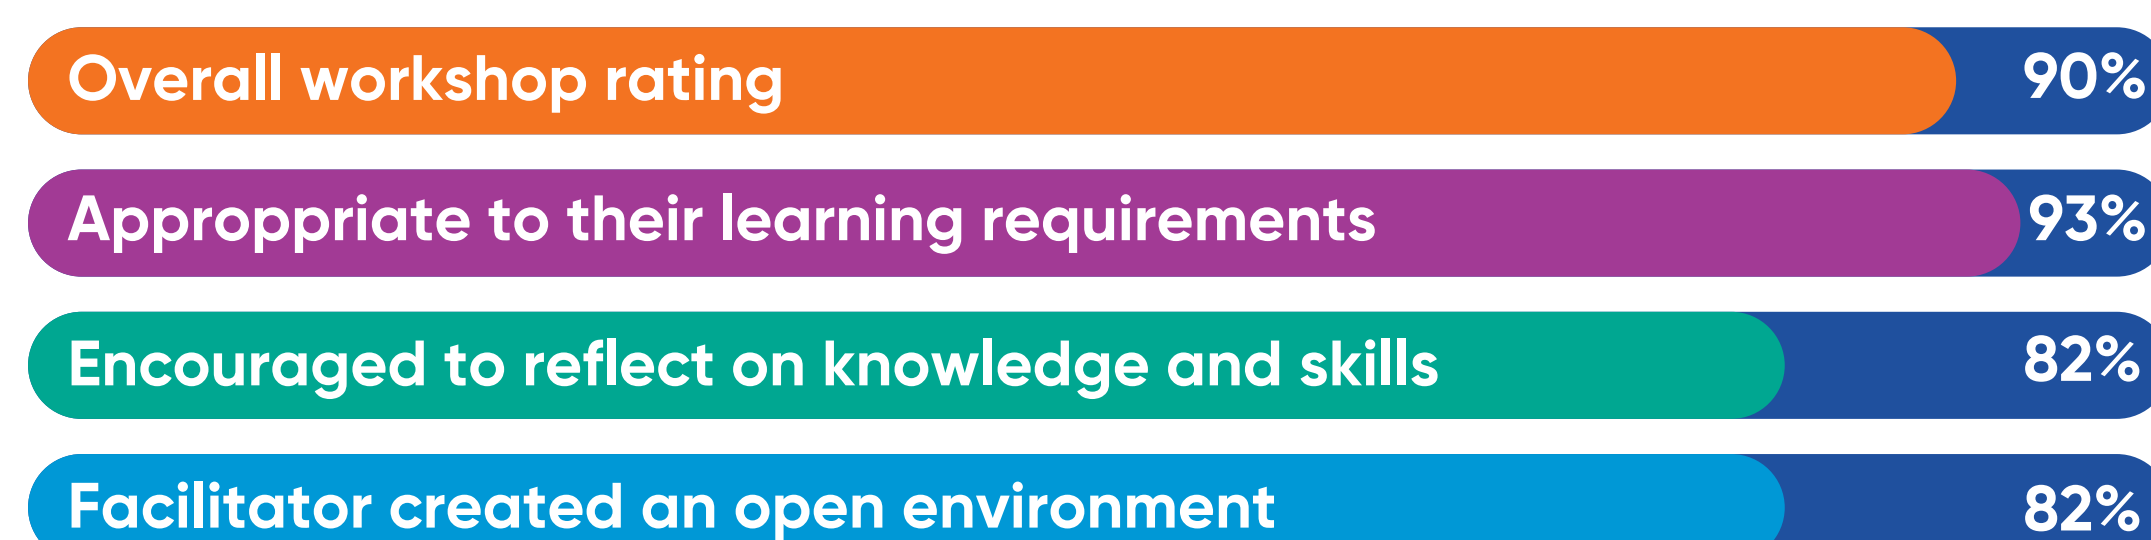 Overall workshop rating 90%
Approppriate to their learning requirements 93%
Encouraged to reflect on knowledge and skills 82%
Facilitator created an open environment 82%